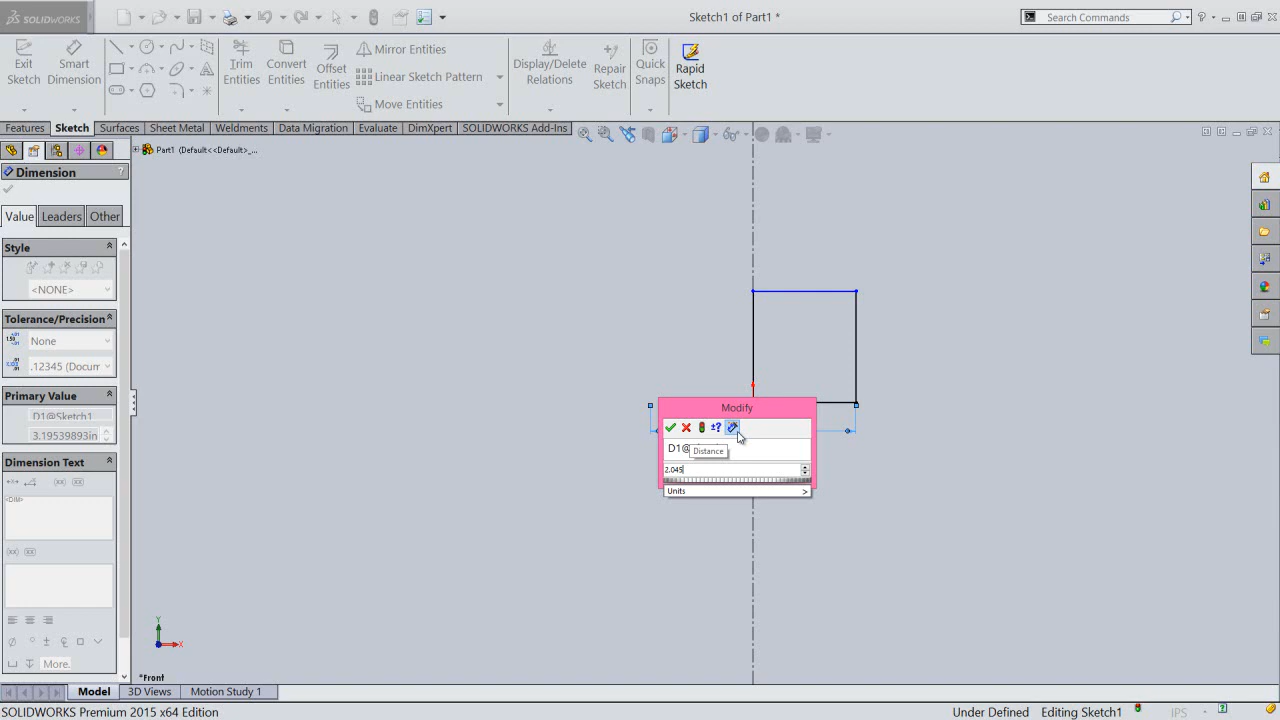 SOLIDWORKS
Sketch1 of Part1 *
Search Commands
Exit Sketch
Smart Dimension
Trim Entities
Convert Entities
Offset Entities
Mirror Entities
Linear Sketch Pattern
Move Entities
Display/Delete Relations
Repair Sketch
Quick Snaps
Rapid Sketch
Features
Sketch
Surfaces
Sheet Metal
Weldments
Data Migration
Evaluate
DimXpert
SOLIDWORKS Add-Ins
Part1 (Default<<Default>_...
Dimension
?
Value
Leaders
Other
Style
<NONE>
Tolerance/Precision
1.50
None
.12345 (Docum
Primary Value
D1@Sketch1
3.19539893in
Dimension Text
<DIM>
More.
Modify
D1@
Distance
2.045
Units >
Y
X
*Front
Model
3D Views
Motion Study 1
SOLIDWORKS Premium 2015 x64 Edition
Under Defined
Editing Sketch1
IPS